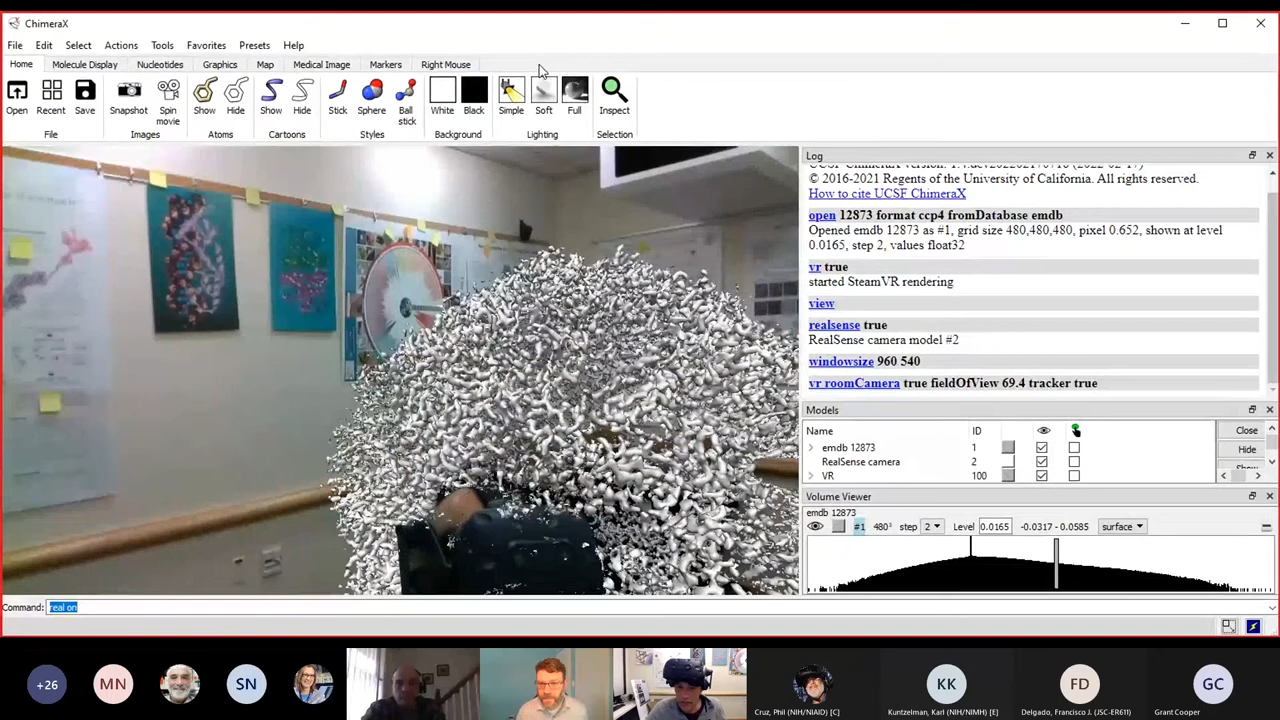 ChimeraX
File Edit Select Actions Tools Favorites Presets Help
Home Molecule Display Nucleotides Graphics Map Medical Image Markers Right Mouse
Open Recent Save Snapshot Spin movie Show Hide Show Hide Stick Sphere Ball stick White Black Simple Soft Full Inspect
File Images Atoms Cartoons Styles Background Lighting Selection
Log
© 2016-2021 Regents of the University of California. All rights reserved.
How to cite UCSF ChimeraX
open 12873 format ccp4 fromDatabase emdb
Opened emdb 12873 as #1, grid size 480,480,480, pixel 0.652, shown at level
0.0165, step 2, values float32
vr true
started SteamVR rendering
view
realsense true
RealSense camera model #2
windowsize 960 540
vr roomCamera true fieldOfView 69.4 tracker true
Models
Name ID Close
emdb 12873 1 Hide
RealSense camera 2
VR 100
Volume Viewer
emdb 12873
#1 480³ step 2 Level 0.0165 -0.0317 - 0.0585 surface
Command: real on
+26 MN SN KK FD GC
Cruz, Phil (NIH/NIAID) [C] Kuntzelman, Karl (NIH/NIMH) [E] Delgado, Francisco J. (JSC-ER611) Grant Cooper